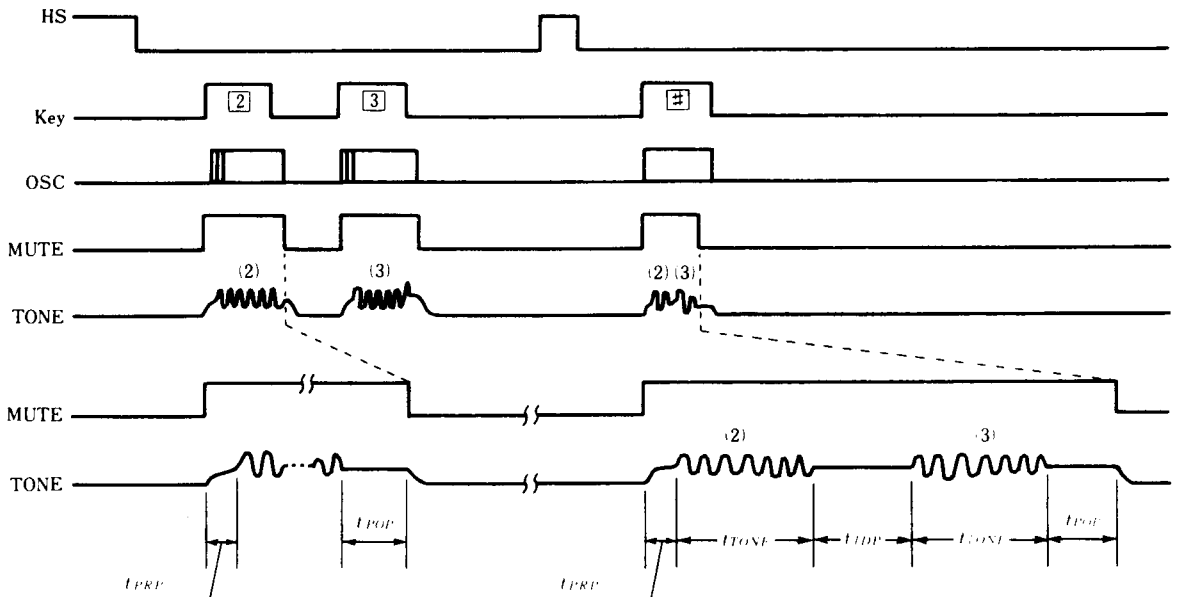 HS
Key 2 3 #
OSC
MUTE
(2) (3) (2) (3)
TONE
MUTE
(2) (3)
TONE
tPOP tTONE tIDP tTONE tPOP
tPRP tPRP